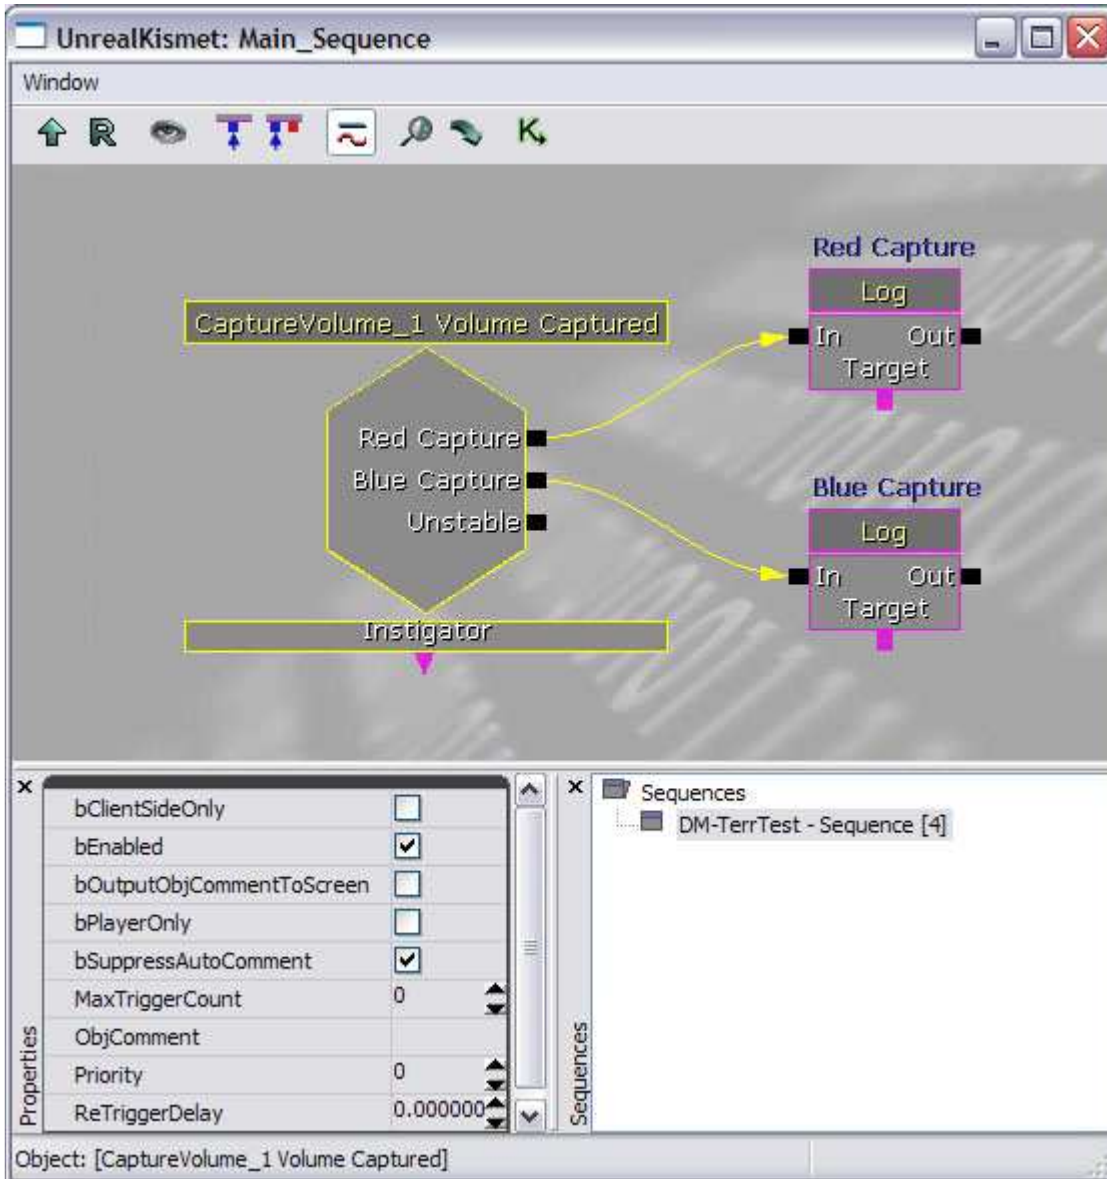 UnrealKismet: Main_Sequence
Window
R
K
Red Capture
Log
In Out
Target
CaptureVolume_1 Volume Captured
Red Capture
Blue Capture
Unstable
Instigator
Blue Capture
Log
In Out
Target
Properties
bClientSideOnly
bEnabled
bOutputObjCommentToScreen
bPlayerOnly
bSuppressAutoComment
MaxTriggerCount 0
ObjComment
Priority 0
ReTriggerDelay 0.000000
Sequences
Sequences
DM-TerrTest - Sequence [4]
Object: [CaptureVolume_1 Volume Captured]